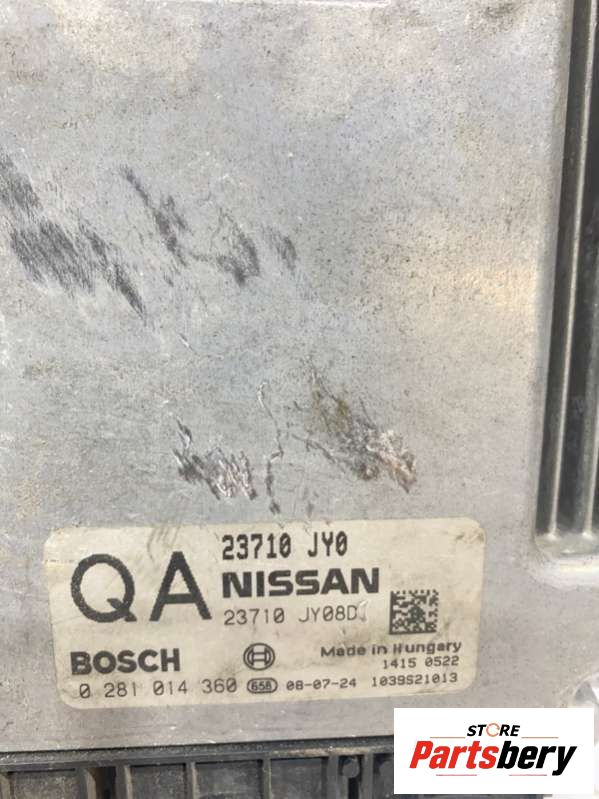 23710 JY0
QA NISSAN
23710 JY08D
BOSCH
Made in Hungary
1415 0522
0 281 014 360 658 08-07-24 1039S21013
STORE
Partsbery